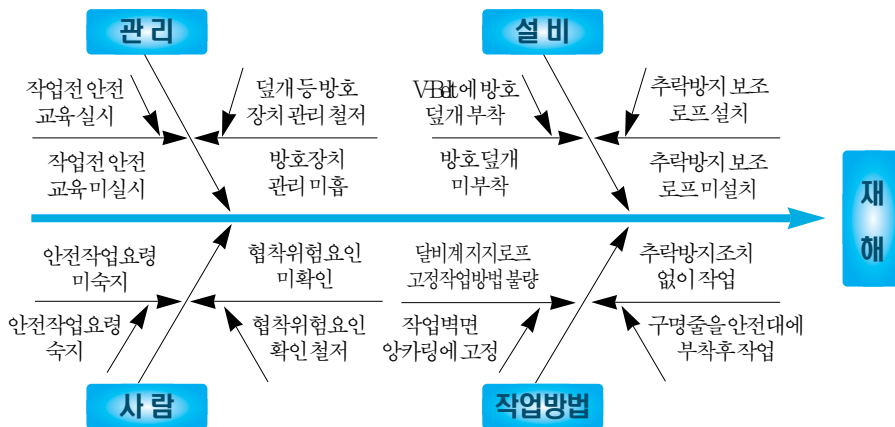 관 리
설 비
작업전 안전
교육 실시
덮개 등 방호
장치 관리 철저
V-Belt에 방호
덮개 부착
추락방지 보조
로프 설치
작업전 안전
교육 미실시
방호장치
관리 미흡
방호 덮개
미부착
추락방지 보조
로프 미설치
재
해
안전작업요령
미숙지
협착위험요인
미확인
달비계 지지로프
고정작업방법 불량
추락방지조치
없이 작업
안전작업요령
숙지
협착위험요인
확인 철저
작업벽면
앙카링에 고정
구명줄을 안전대에
부착후 작업
사 람
작업방법